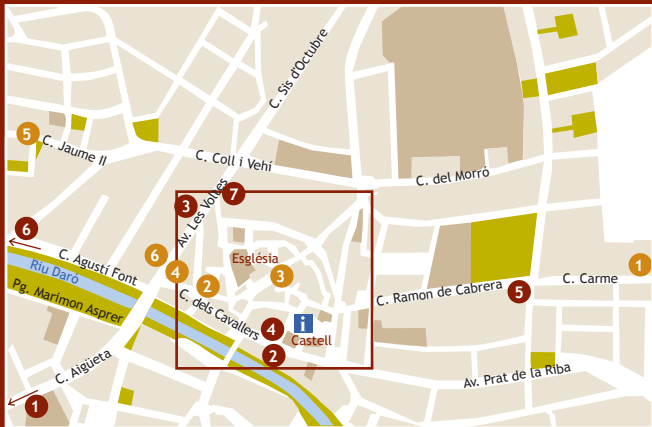 C. Sis d'Octubre
5
C. Jaume II
C. Coll i Vehí
C. del Morró
7
3
Av. Les Voltes
6
C. Agustí Font
6
4
Riu Daró
Església
3
2
1
C. Carme
C. Ramon de Cabrera
5
Pg. Marimon Asprer
C. dels Cavallers
i
4
Castell
2
C. Aigüeta
Av. Prat de la Riba
1